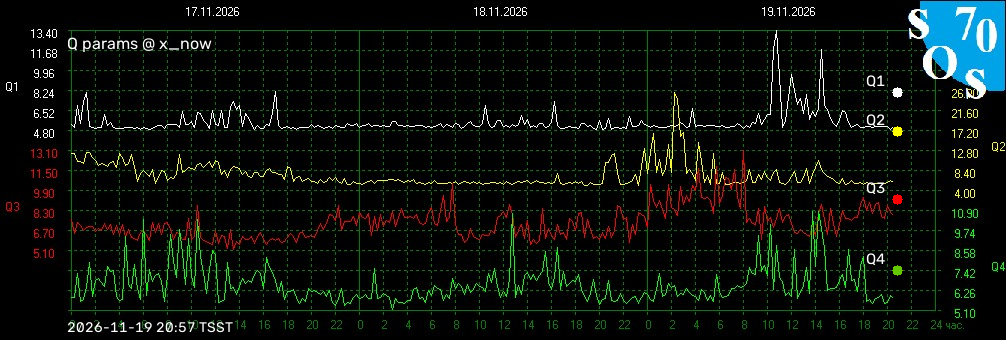 17.11.2026 18.11.2026 19.11.2026
S 70
O S
Q params @ x_now
13.40
11.68
9.96
Q1 8.24 Q1
6.52 Q2
4.80
26.00
21.60
17.20
12.80 Q2
8.40
4.00
13.10
11.50
9.90 Q3
Q3 8.30
6.70
5.10
10.90
9.74
8.58 Q4
7.42 Q4
6.26
5.10
2026-11-19 20:57 TSST
14 16 18 20 22 0 2 4 6 8 10 12 14 16 18 20 22 0 2 4 6 8 10 12 14 16 18 20 22 24 час.